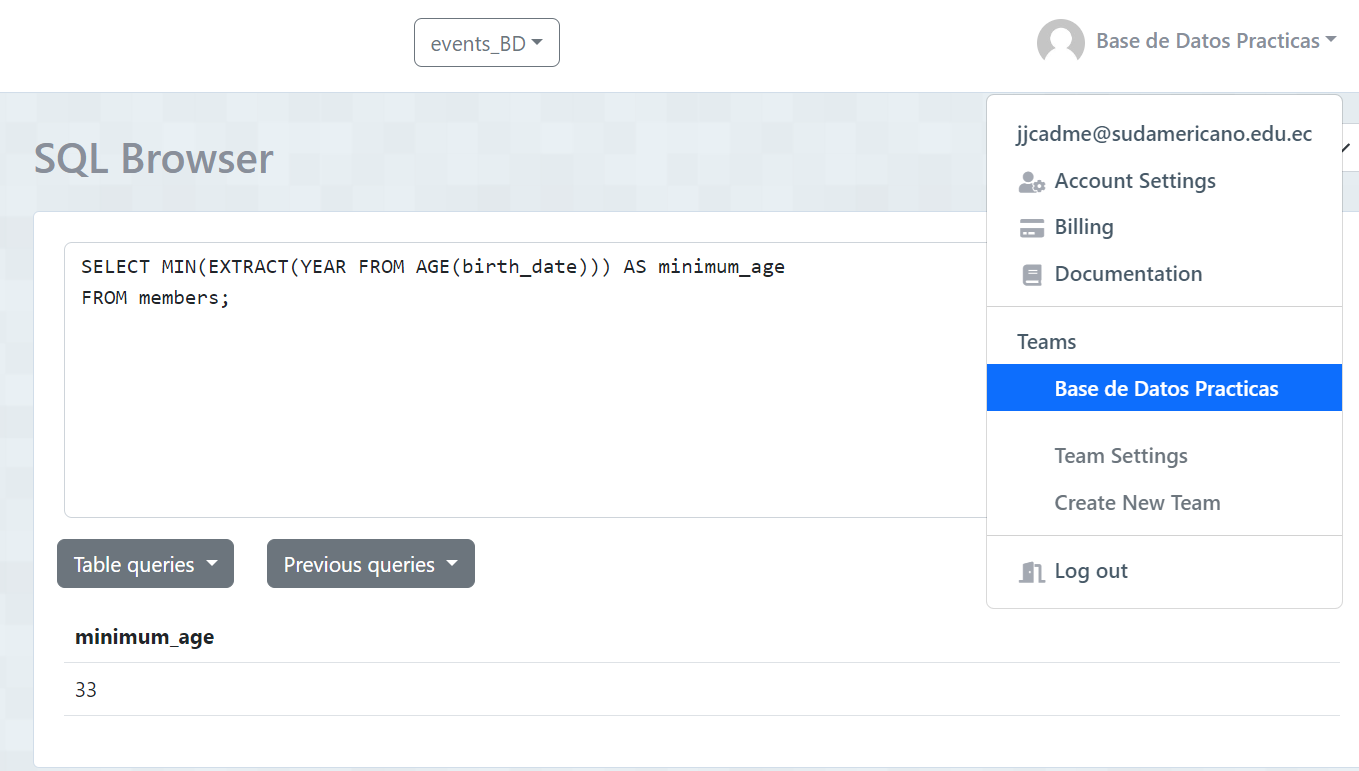 events_BD
Base de Datos Practicas
SQL Browser
jjcadme@sudamericano.edu.ec
Account Settings
Billing
Documentation
Teams
Base de Datos Practicas
Team Settings
Create New Team
Log out
SELECT MIN(EXTRACT(YEAR FROM AGE(birth_date))) AS minimum_age
FROM members;
Table queries
Previous queries
minimum_age
33